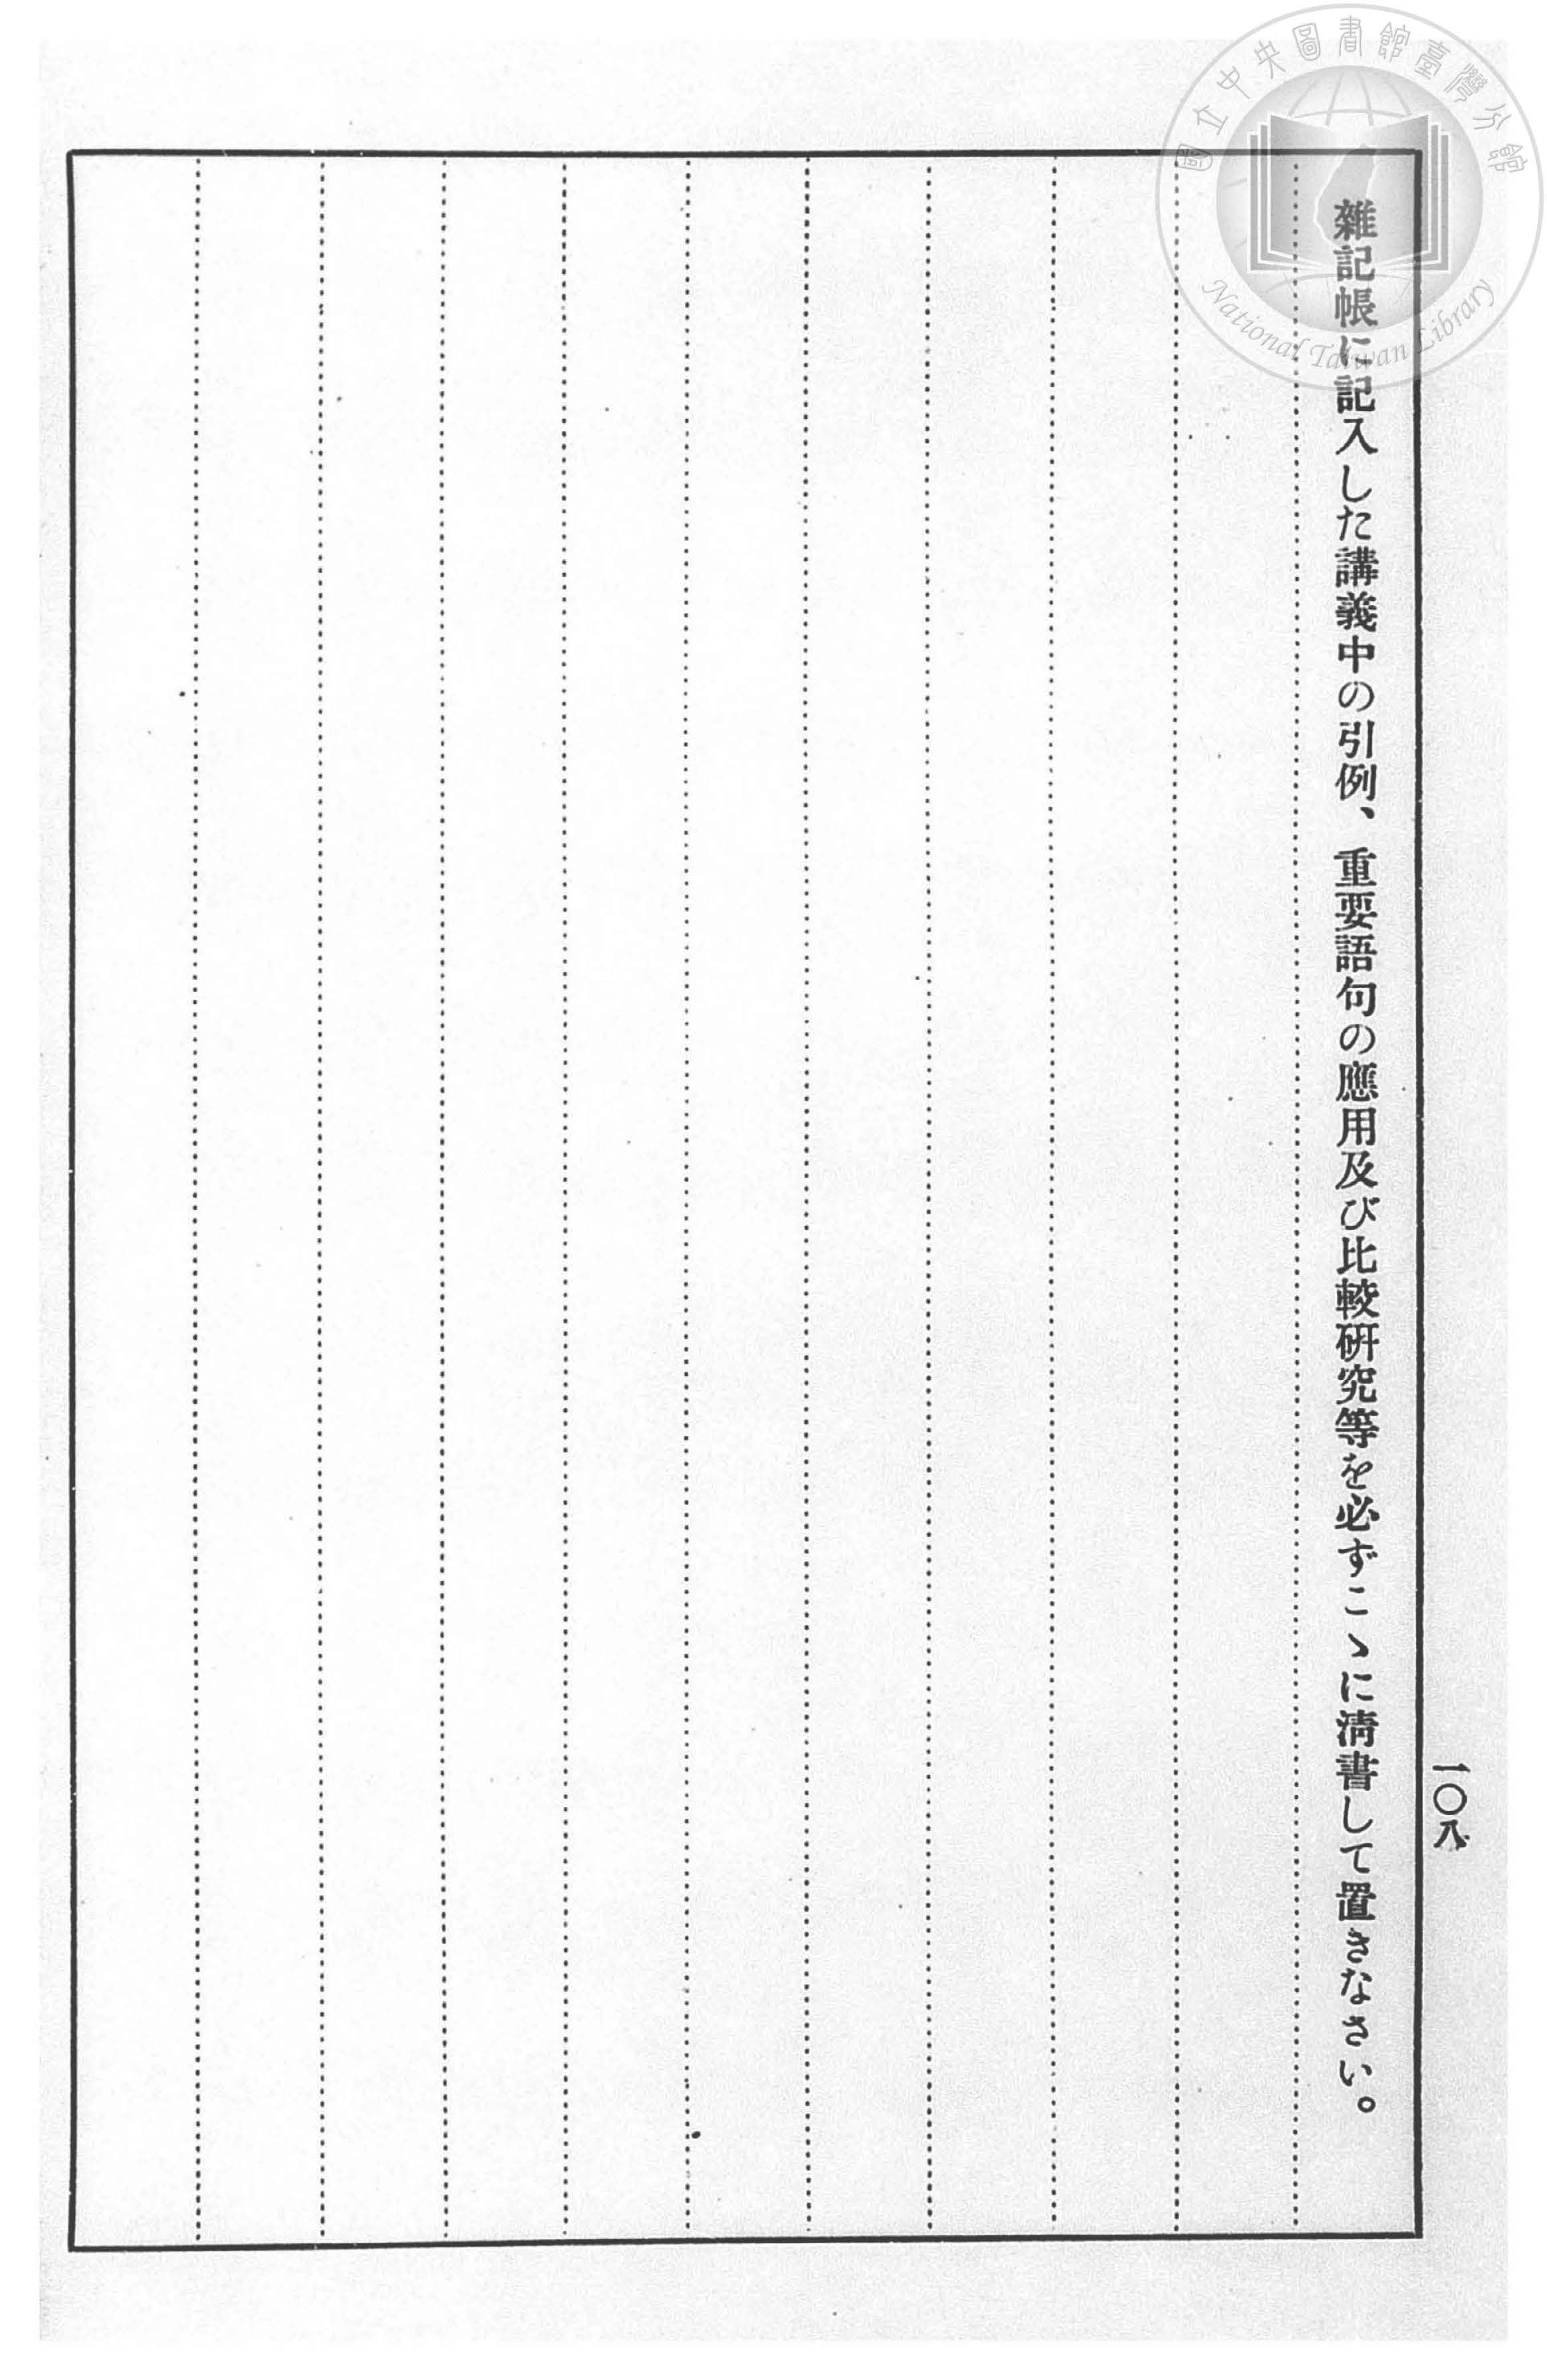 雜記帳に記入した講義中の引例、重要語句の應用及び比較硏究等を必ずこゝに淸書して置きなさい。
一〇八
國立中央圖書館臺灣分館
National Taiwan Library